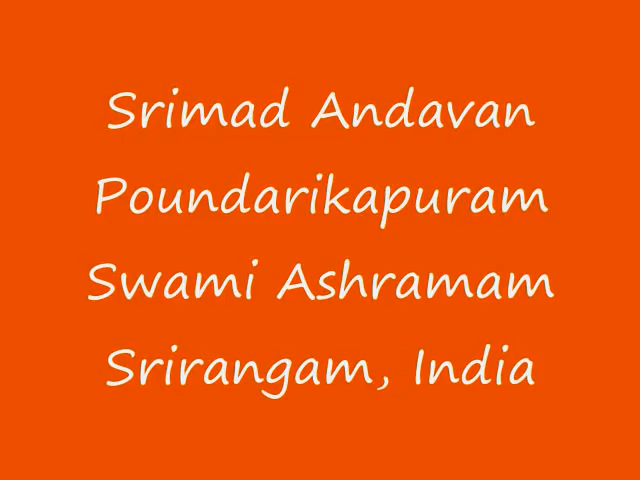 Srimad Andavan
Poundarikapuram
Swami Ashramam
Srirangam, India